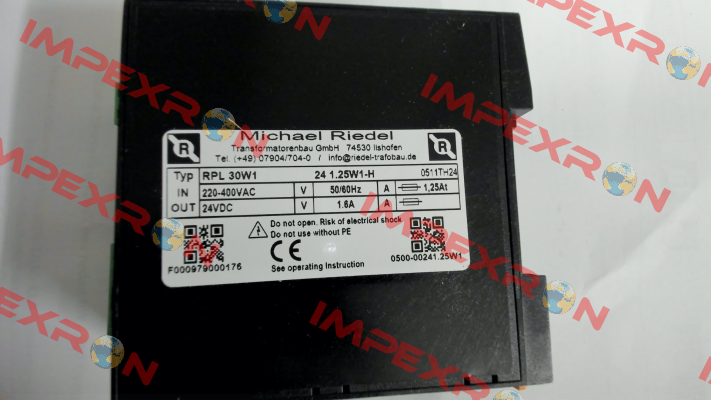 IMPEXRON
Michael Riedel
Transformatorenbau GmbH 74530 Ilshofen
Tel. (+49) 07904/704-0 / info@riedel-trafobau.de
R
R
Typ RPL 30W1 24 1.25W1-H 0511TH24
IN 220-400VAC V 50/60Hz A 1,25At
OUT 24VDC V 1.6A A
Do not open. Risk of electrical shock
Do not use without PE
CE
See operating Instruction
F000979000176
0500-00241.25W1
IMPEXRON
IMPEXRON
IMPEXRON
IMPEXRON